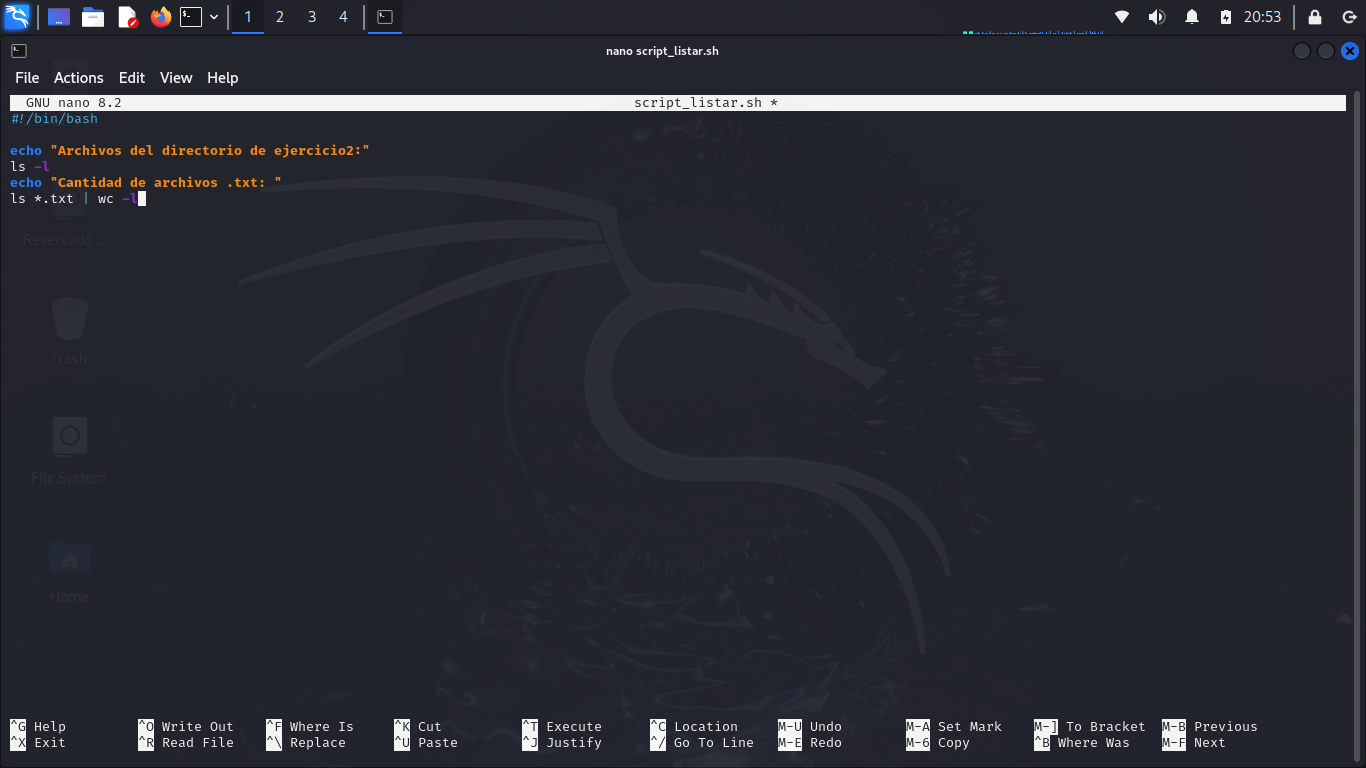 1 2 3 4 20:53
nano script_listar.sh
File Actions Edit View Help
GNU nano 8.2 script_listar.sh *
#!/bin/bash
echo "Archivos del directorio de ejercicio2:"
ls -l
echo "Cantidad de archivos .txt: "
ls *.txt | wc -l
Reservado ...
Trash
File System
Home
^G Help ^O Write Out ^F Where Is ^K Cut ^T Execute ^C Location M-U Undo M-A Set Mark M-] To Bracket M-B Previous
^X Exit ^R Read File ^\ Replace ^U Paste ^J Justify ^/ Go To Line M-E Redo M-6 Copy ^B Where Was M-F Next